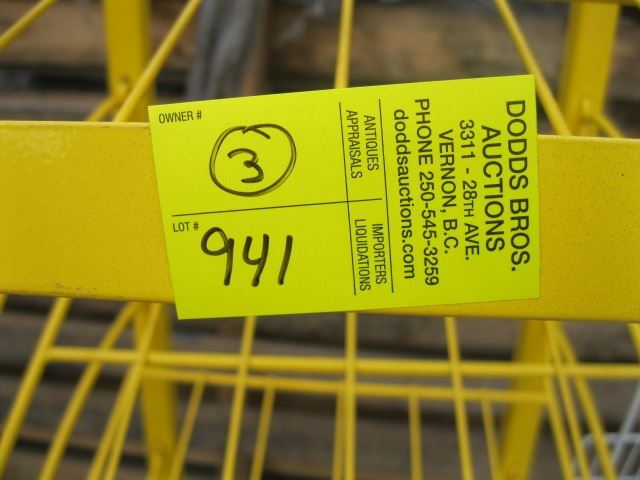 OWNER #
3
LOT #
941
ANTIQUES
APPRAISALS
IMPORTERS
LIQUIDATIONS
DODDS BROS.
AUCTIONS
3311 - 28TH AVE.
VERNON, B.C.
PHONE 250-545-3259
doddsauctions.com